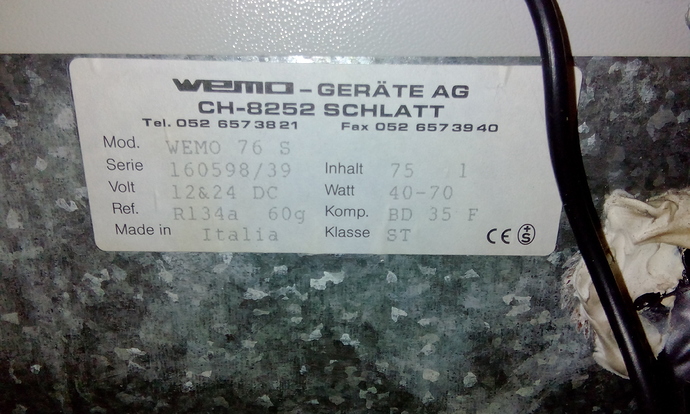 WEMO - GERÄTE AG
CH-8252 SCHLATT
Tel. 052 6573821 Fax 052 6573940
Mod. WEMO 76 S
Serie 160598/39 Inhalt 75 l
Volt 12&24 DC Watt 40-70
Ref. R134a 60g Komp. BD 35 F
Made in Italia Klasse ST CE S